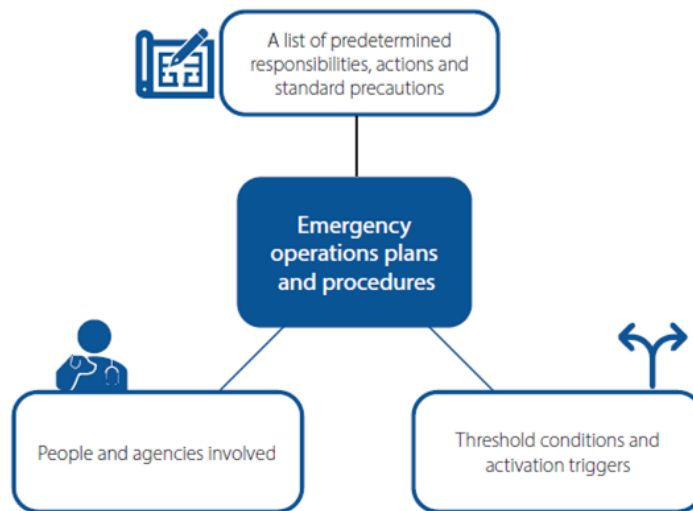 A list of predetermined
responsibilities, actions and
standard precautions
Emergency
operations plans
and procedures
People and agencies involved
Threshold conditions and
activation triggers